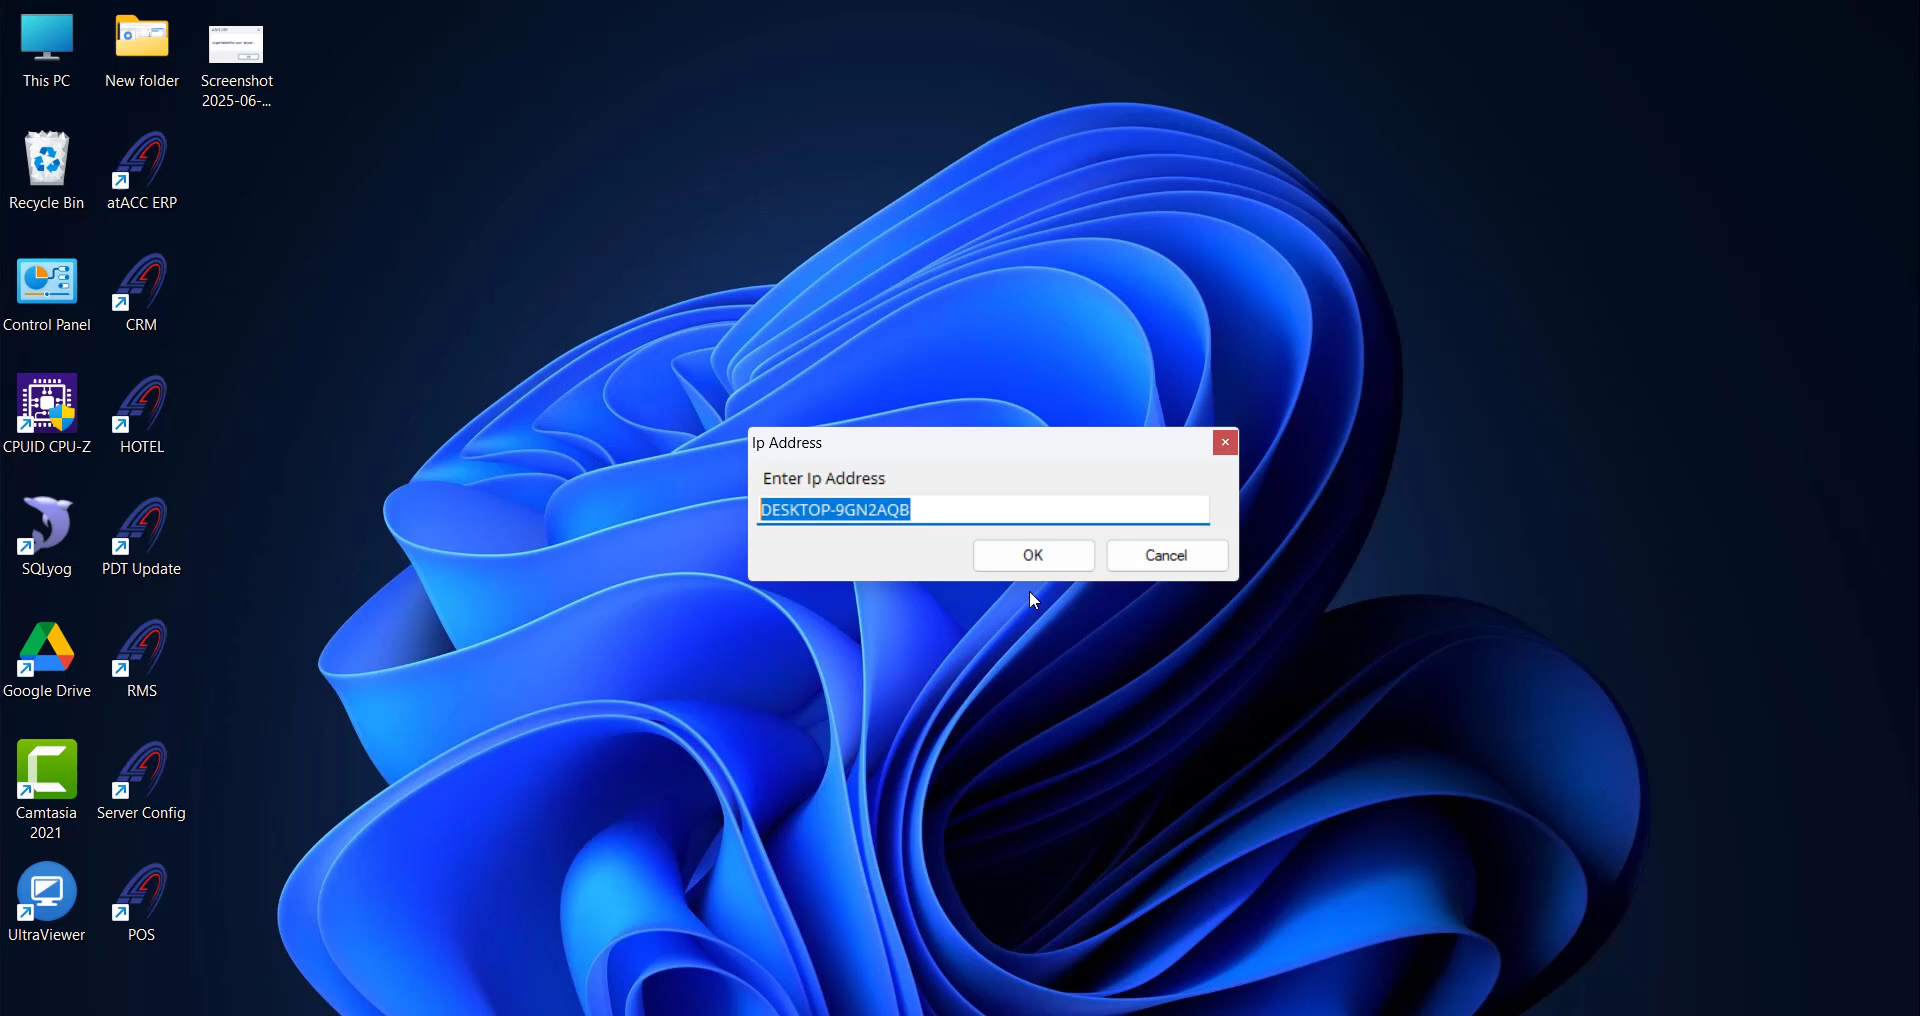 This PC
New folder
Screenshot
2025-06-...
Recycle Bin
atACC ERP
Control Panel
CRM
CPUID CPU-Z
HOTEL
SQLyog
PDT Update
Google Drive
RMS
Camtasia
2021
Server Config
UltraViewer
POS
Ip Address
Enter Ip Address
DESKTOP-9GN2AQB
OK
Cancel